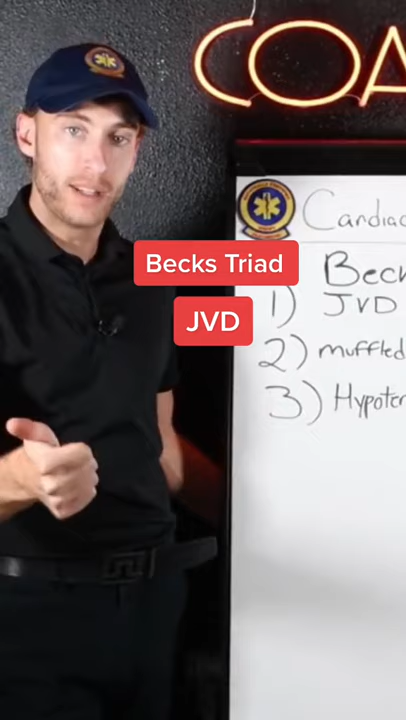 COA
Cardiac
Becks Triad
Beck
JVD
1) JVD
2) muffled
3) Hypoten